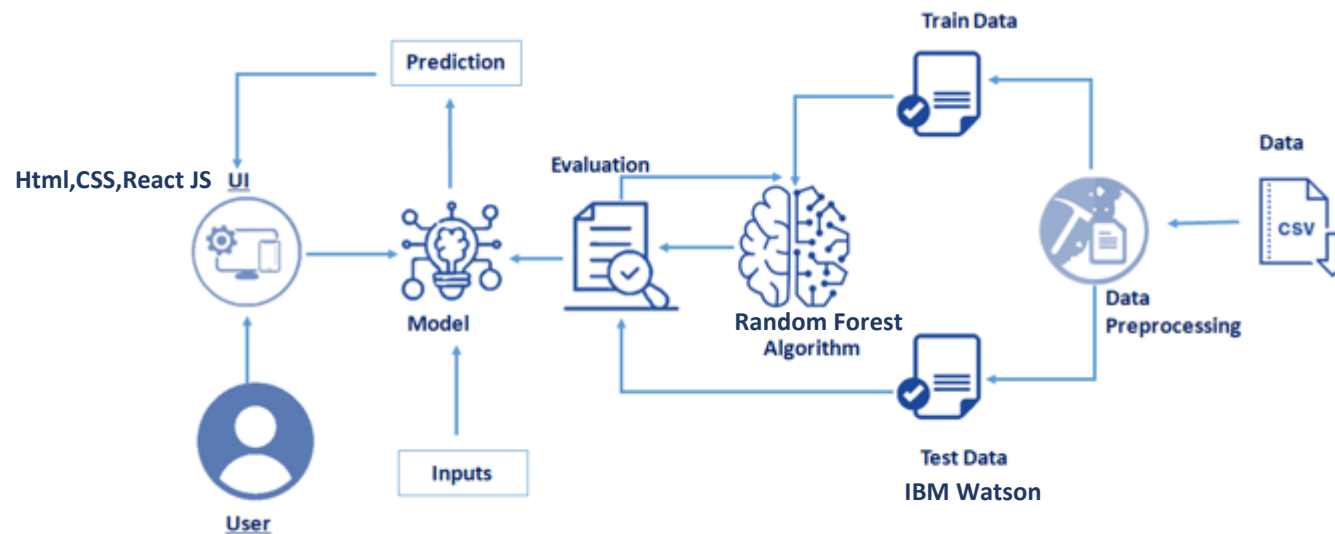 Train Data
Prediction
Data
Evaluation
Html,CSS,React JS UI
CSV
Model
Random Forest
Algorithm
Data
Preprocessing
Inputs
Test Data
IBM Watson
User